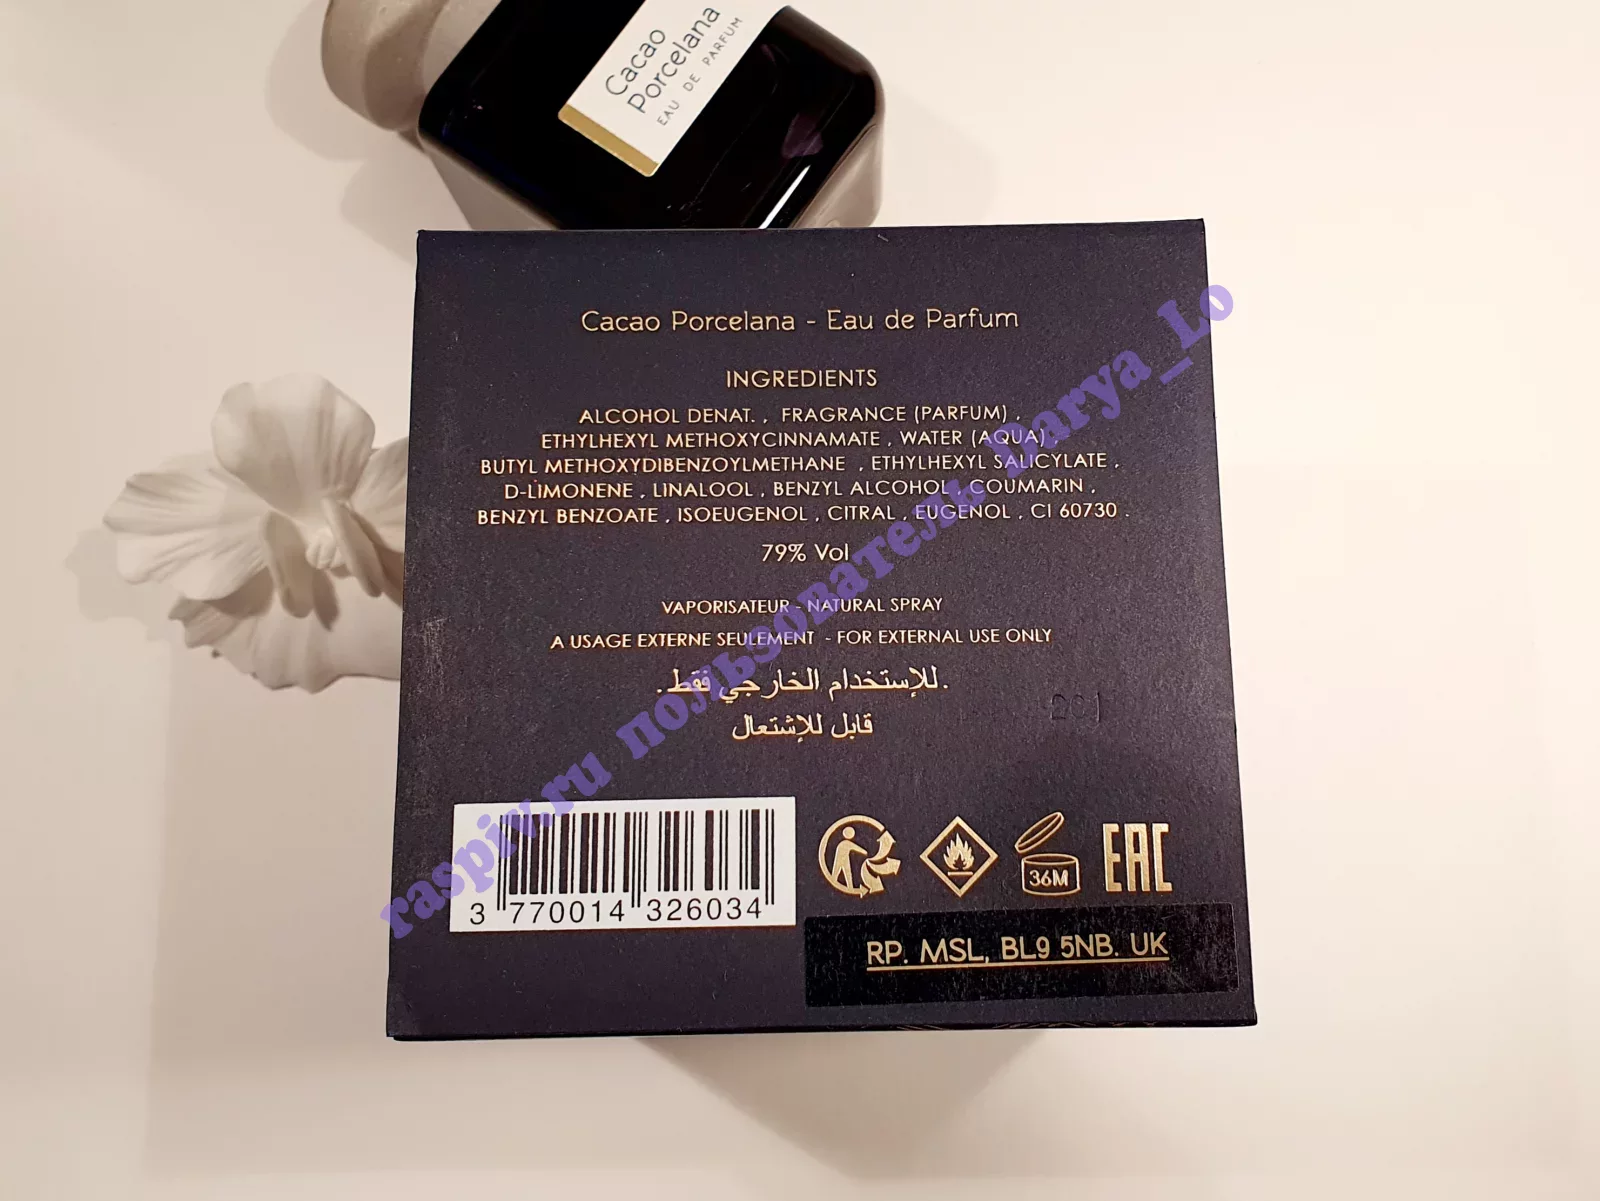 Cacao
Porcelana
EAU DE PARFUM
Cacao Porcelana - Eau de Parfum
INGREDIENTS
ALCOHOL DENAT. , FRAGRANCE (PARFUM) ,
ETHYLHEXYL METHOXYCINNAMATE , WATER (AQUA) ,
BUTYL METHOXYDIBENZOYLMETHANE , ETHYLHEXYL SALICYLATE ,
D-LIMONENE , LINALOOL , BENZYL ALCOHOL , COUMARIN ,
BENZYL BENZOATE , ISOEUGENOL , CITRAL , EUGENOL , CI 60730 .
79% Vol
VAPORISATEUR - NATURAL SPRAY
A USAGE EXTERNE SEULEMENT - FOR EXTERNAL USE ONLY
.للإستخدام الخارجي فقط.
قابل للإشتعال
201
3 770014 326034
36M
EAC
RP. MSL, BL9 5NB. UK
raspiv.ru пользователь Darya_Lo